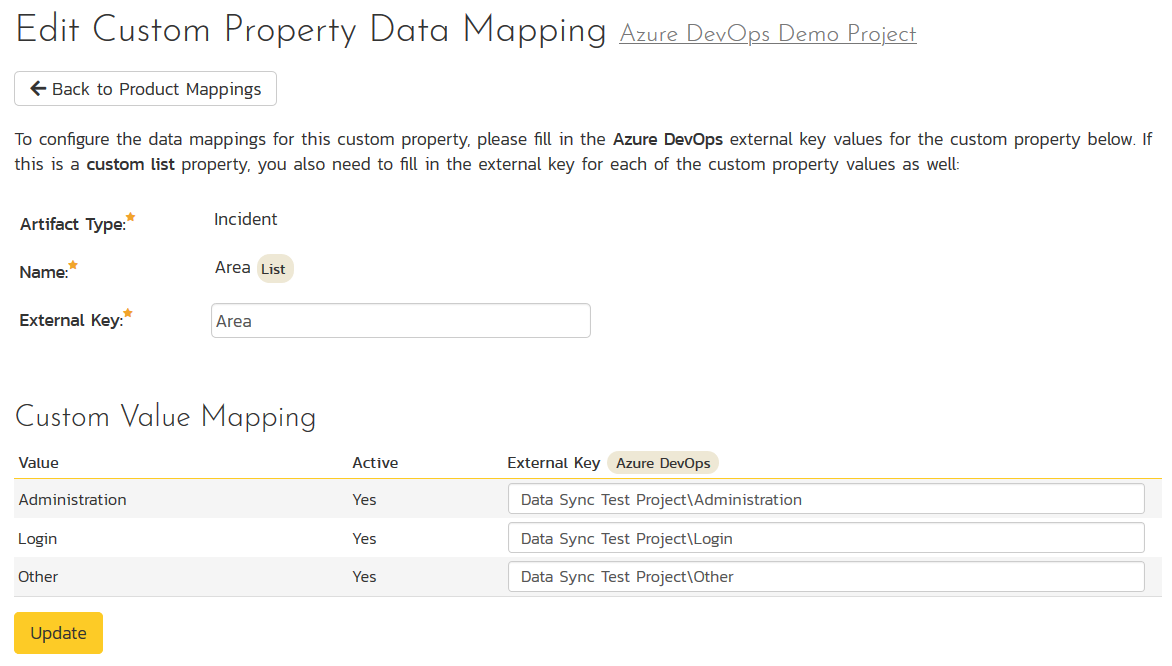 Edit Custom Property Data Mapping Azure DevOps Demo Project
Back to Product Mappings
To configure the data mappings for this custom property, please fill in the Azure DevOps external key values for the custom property below. If
this is a custom list property, you also need to fill in the external key for each of the custom property values as well:
Artifact Type: Incident
Name: Area List
External Key: Area
Custom Value Mapping
Value Active External Key Azure DevOps
Administration Yes Data Sync Test Project\Administration
Login Yes Data Sync Test Project\Login
Other Yes Data Sync Test Project\Other
Update